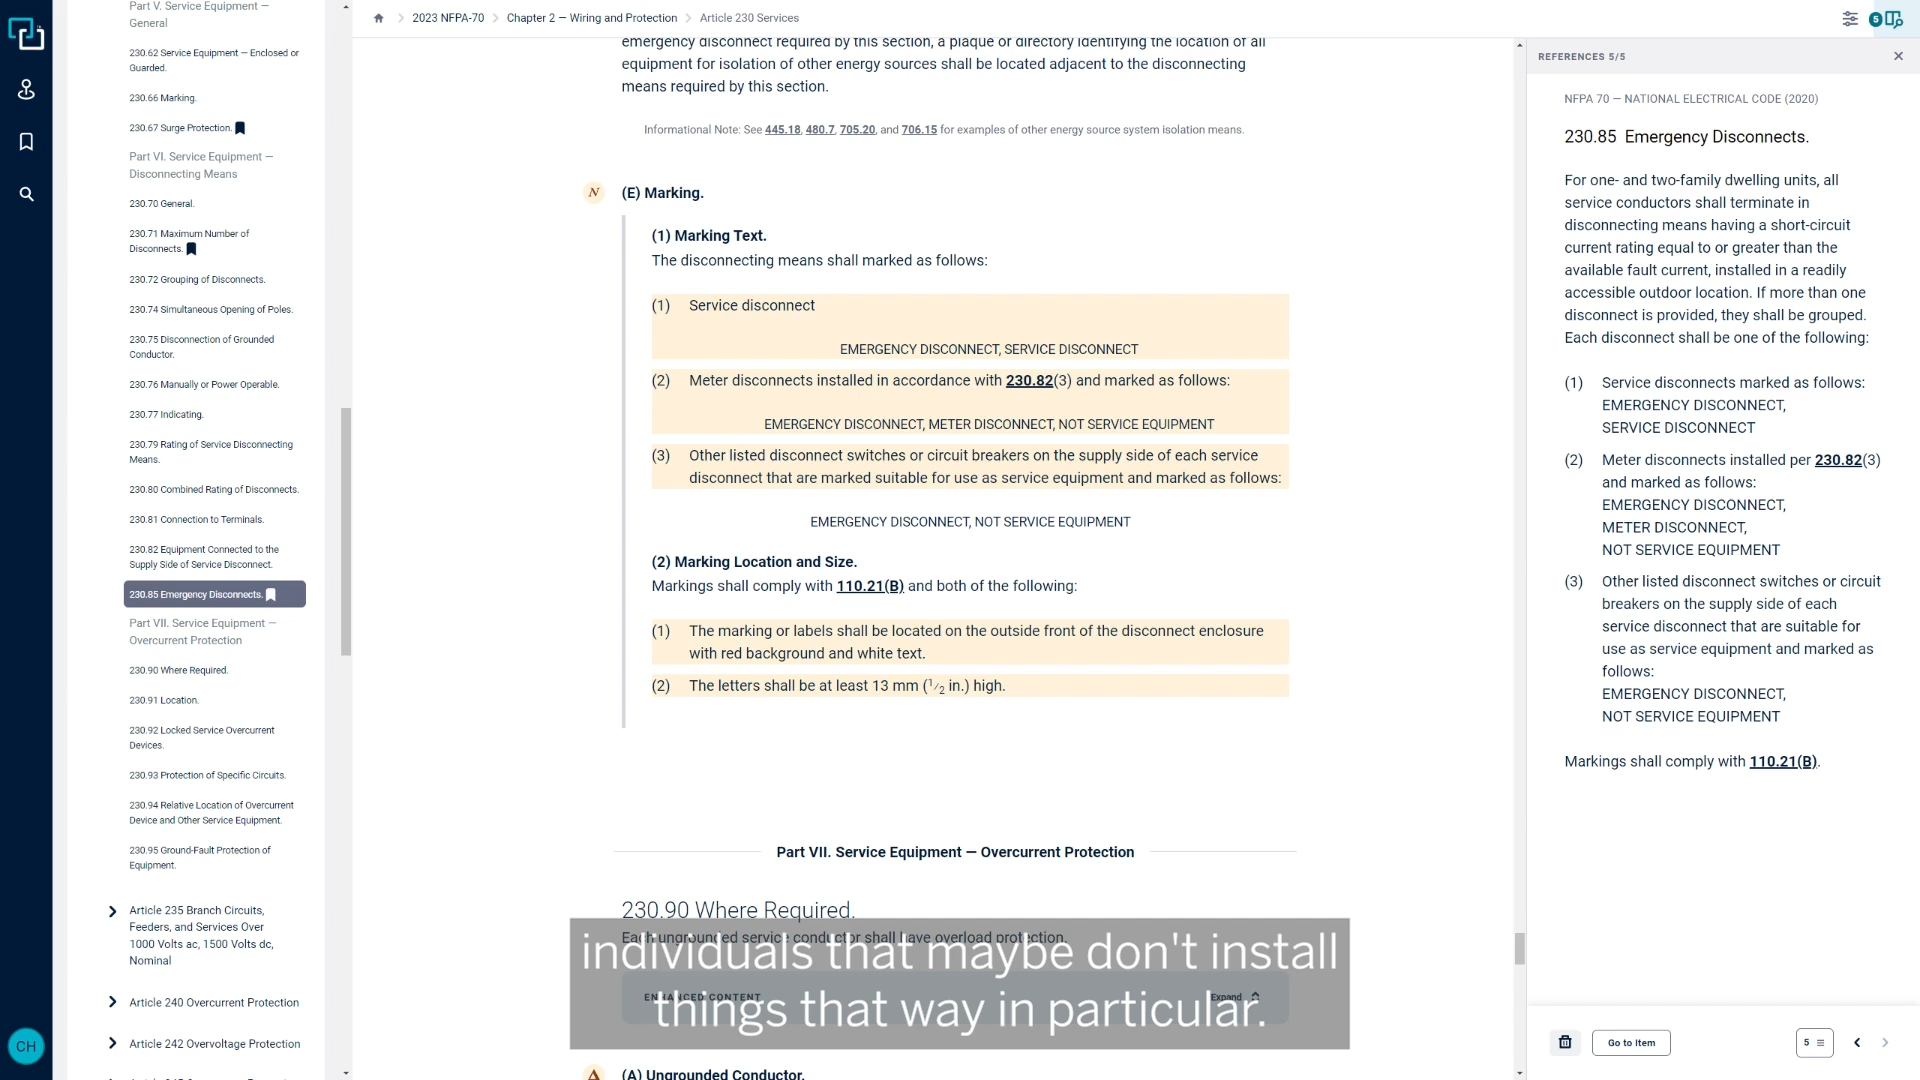 Part V. Service Equipment —
General
230.62 Service Equipment — Enclosed or
Guarded.
230.66 Marking.
230.67 Surge Protection.
Part VI. Service Equipment —
Disconnecting Means
230.70 General.
230.71 Maximum Number of
Disconnects.
230.72 Grouping of Disconnects.
230.74 Simultaneous Opening of Poles.
230.75 Disconnection of Grounded
Conductor.
230.76 Manually or Power Operable.
230.77 Indicating.
230.79 Rating of Service Disconnecting
Means.
230.80 Combined Rating of Disconnects.
230.81 Connection to Terminals.
230.82 Equipment Connected to the
Supply Side of Service Disconnect.
230.85 Emergency Disconnects.
Part VII. Service Equipment —
Overcurrent Protection
230.90 Where Required.
230.91 Location.
230.92 Locked Service Overcurrent
Devices.
230.93 Protection of Specific Circuits.
230.94 Relative Location of Overcurrent
Device and Other Service Equipment.
230.95 Ground-Fault Protection of
Equipment.
Article 235 Branch Circuits,
Feeders, and Services Over
1000 Volts ac, 1500 Volts dc,
Nominal
Article 240 Overcurrent Protection
Article 242 Overvoltage Protection
CH
2023 NFPA-70 > Chapter 2 — Wiring and Protection > Article 230 Services
5
emergency disconnect required by this section, a plaque or directory identifying the location of all
equipment for isolation of other energy sources shall be located adjacent to the disconnecting
means required by this section.
Informational Note: See 445.18, 480.7, 705.20, and 706.15 for examples of other energy source system isolation means.
N (E) Marking.
(1) Marking Text.
The disconnecting means shall marked as follows:
(1) Service disconnect
EMERGENCY DISCONNECT, SERVICE DISCONNECT
(2) Meter disconnects installed in accordance with 230.82(3) and marked as follows:
EMERGENCY DISCONNECT, METER DISCONNECT, NOT SERVICE EQUIPMENT
(3) Other listed disconnect switches or circuit breakers on the supply side of each service
disconnect that are marked suitable for use as service equipment and marked as follows:
EMERGENCY DISCONNECT, NOT SERVICE EQUIPMENT
(2) Marking Location and Size.
Markings shall comply with 110.21(B) and both of the following:
(1) The marking or labels shall be located on the outside front of the disconnect enclosure
with red background and white text.
(2) The letters shall be at least 13 mm (1/2 in.) high.
Part VII. Service Equipment — Overcurrent Protection
230.90 Where Required.
Each ungrounded service conductor shall have overload protection.
ENHANCED CONTENT Expand
individuals that maybe don't install
things that way in particular.
Δ (A) Ungrounded Conductor.
REFERENCES 5/5
NFPA 70 — NATIONAL ELECTRICAL CODE (2020)
230.85 Emergency Disconnects.
For one- and two-family dwelling units, all
service conductors shall terminate in
disconnecting means having a short-circuit
current rating equal to or greater than the
available fault current, installed in a readily
accessible outdoor location. If more than one
disconnect is provided, they shall be grouped.
Each disconnect shall be one of the following:
(1) Service disconnects marked as follows:
EMERGENCY DISCONNECT,
SERVICE DISCONNECT
(2) Meter disconnects installed per 230.82(3)
and marked as follows:
EMERGENCY DISCONNECT,
METER DISCONNECT,
NOT SERVICE EQUIPMENT
(3) Other listed disconnect switches or circuit
breakers on the supply side of each
service disconnect that are suitable for
use as service equipment and marked as
follows:
EMERGENCY DISCONNECT,
NOT SERVICE EQUIPMENT
Markings shall comply with 110.21(B).
Go to Item
5